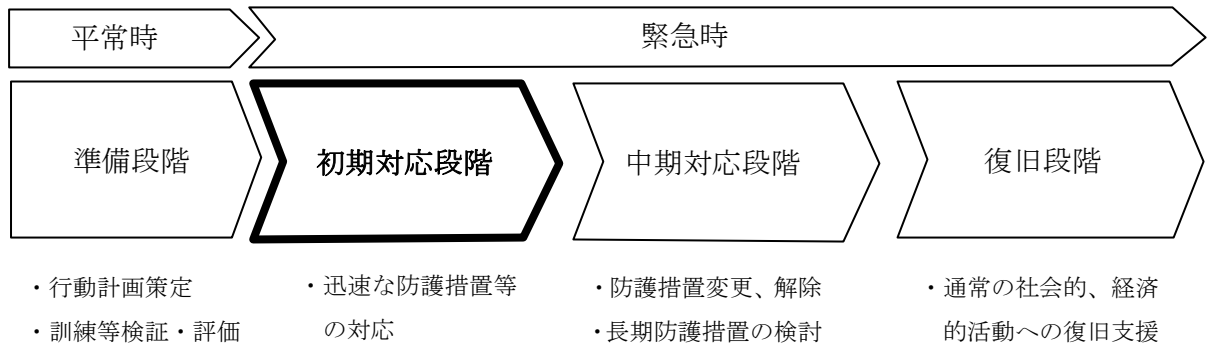 平常時
緊急時
準備段階
初期対応段階
中期対応段階
復旧段階
・行動計画策定
・訓練等検証・評価
・迅速な防護措置等
の対応
・防護措置変更、解除
・長期防護措置の検討
・通常の社会的、経済
的活動への復旧支援